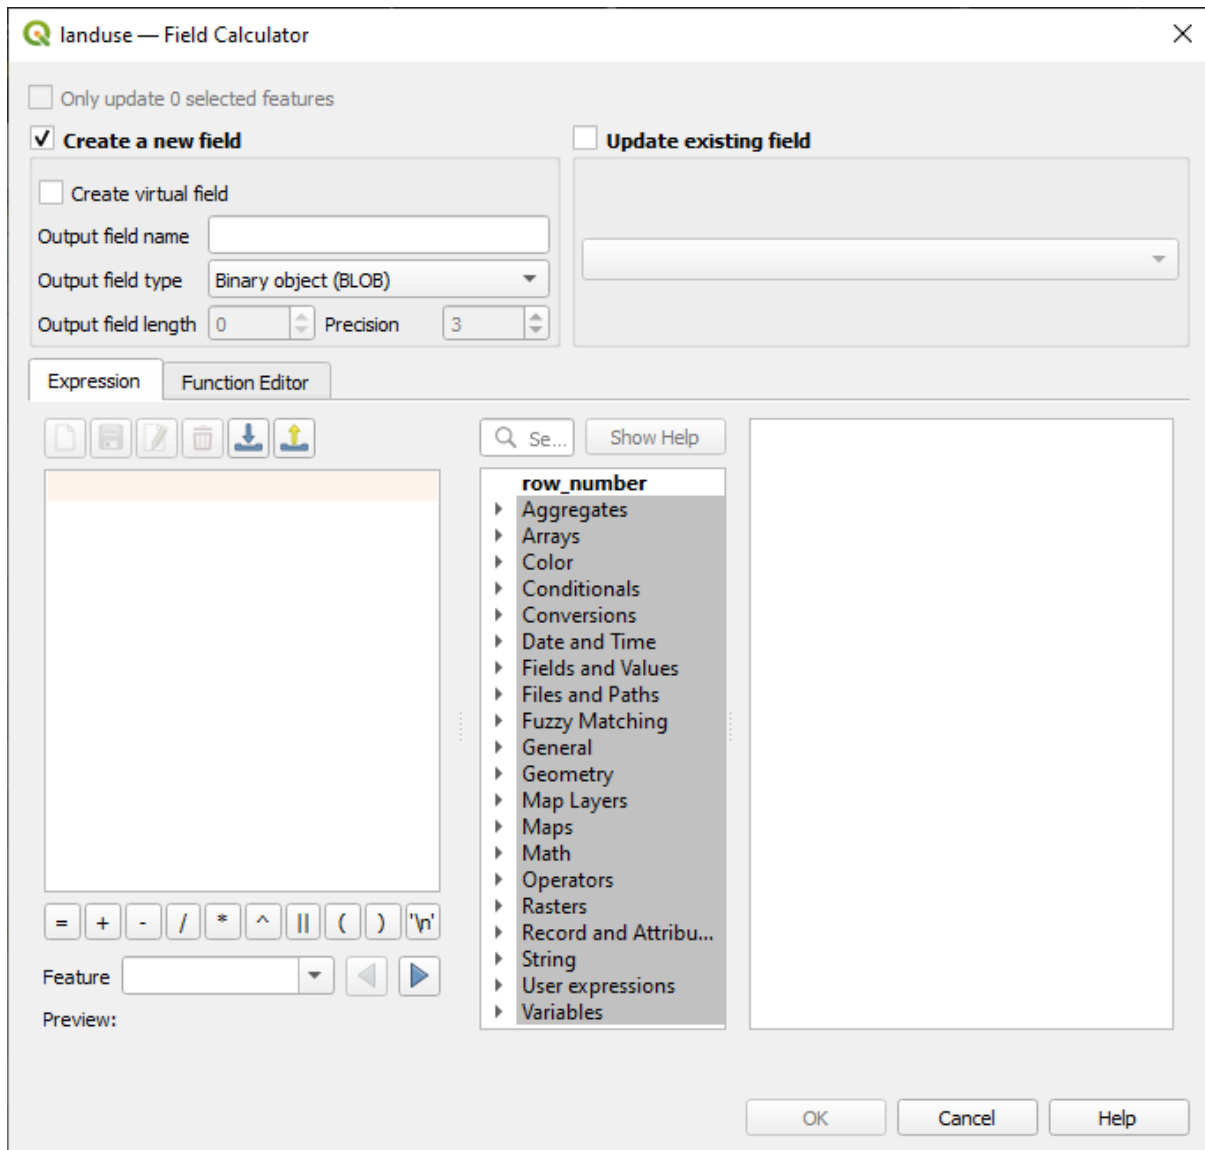 landuse — Field Calculator
Only update 0 selected features
Create a new field
Update existing field
Create virtual field
Output field name
Output field type Binary object (BLOB)
Output field length 0 Precision 3
Expression Function Editor
Se... Show Help
row_number
Aggregates
Arrays
Color
Conditionals
Conversions
Date and Time
Fields and Values
Files and Paths
Fuzzy Matching
General
Geometry
Map Layers
Maps
Math
Operators
Rasters
Record and Attribu...
String
User expressions
Variables
= + - / * ^ || ( ) '\n'
Feature
Preview:
OK Cancel Help